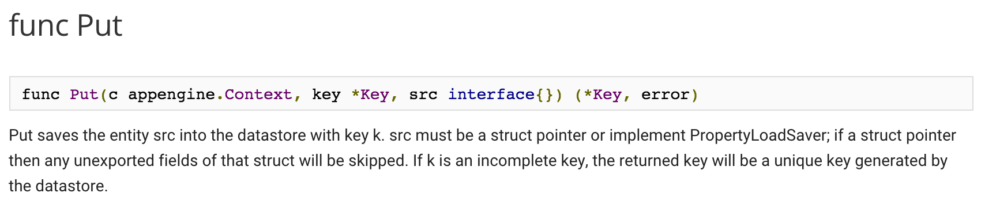 func Put
func Put(c appengine.Context, key *Key, src interface{}) (*Key, error)
Put saves the entity src into the datastore with key k. src must be a struct pointer or implement PropertyLoadSaver; if a struct pointer
then any unexported fields of that struct will be skipped. If k is an incomplete key, the returned key will be a unique key generated by
the datastore.